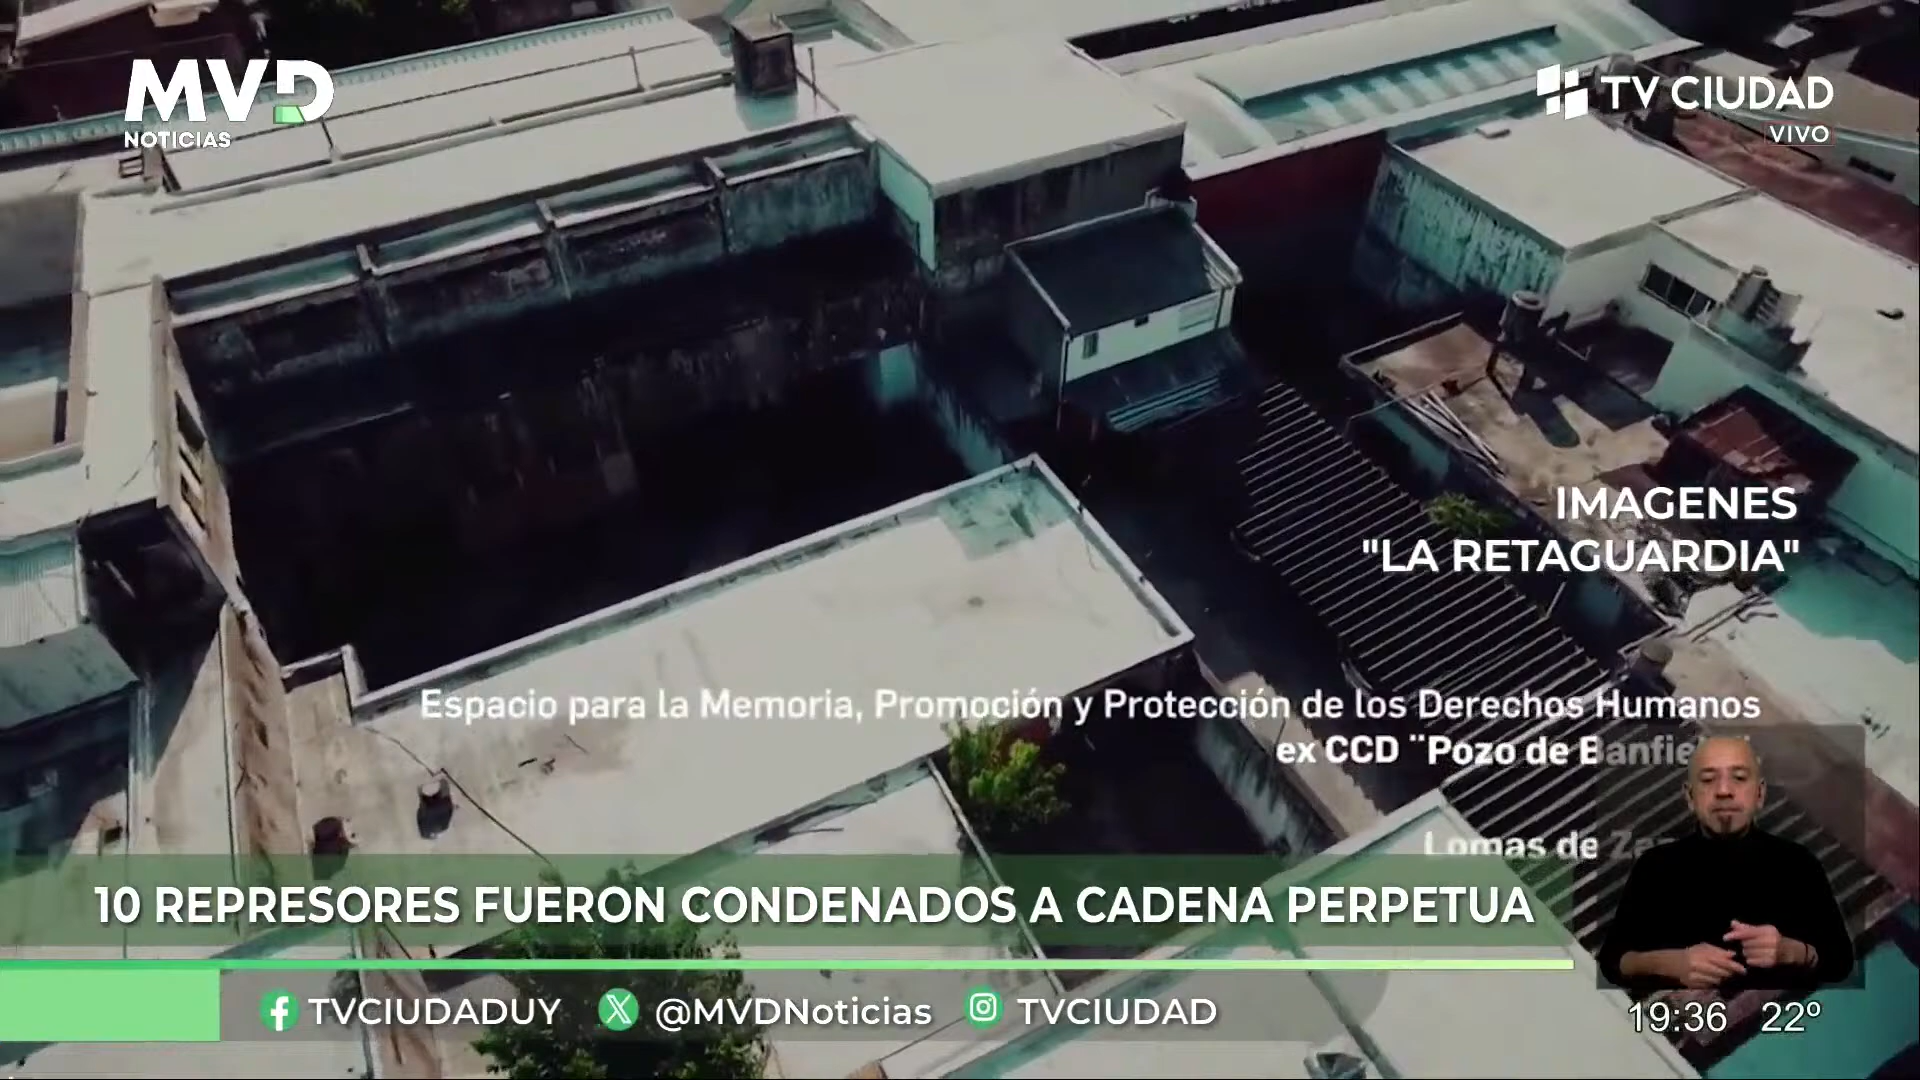 MVD
NOTICIAS
TV CIUDAD
VIVO
IMAGENES
"LA RETAGUARDIA"
Espacio para la Memoria, Promoción y Protección de los Derechos Humanos
ex CCD ¨Pozo de Banfield¨
Lomas de
10 REPRESORES FUERON CONDENADOS A CADENA PERPETUA
TVCIUDADUY @MVDNoticias TVCIUDAD
19:36 22º